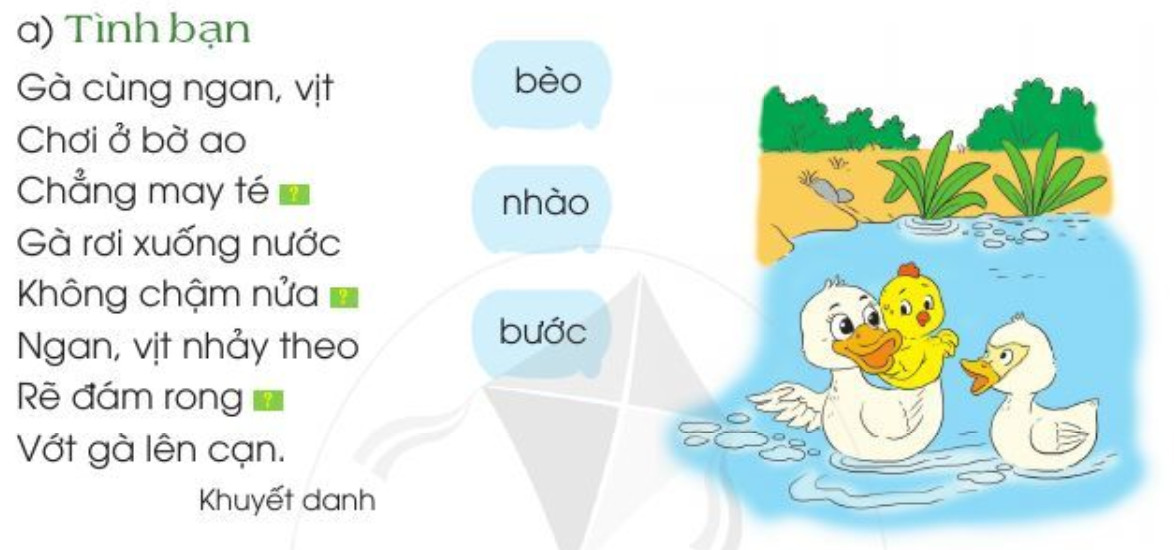 a) Tình bạn
Gà cùng ngan, vịt
Chơi ở bờ ao
Chẳng may té ?
Gà rơi xuống nước
Không chậm nửa ?
Ngan, vịt nhảy theo
Rẽ đám rong ?
Vớt gà lên cạn.
Khuyết danh
bèo
nhào
bước